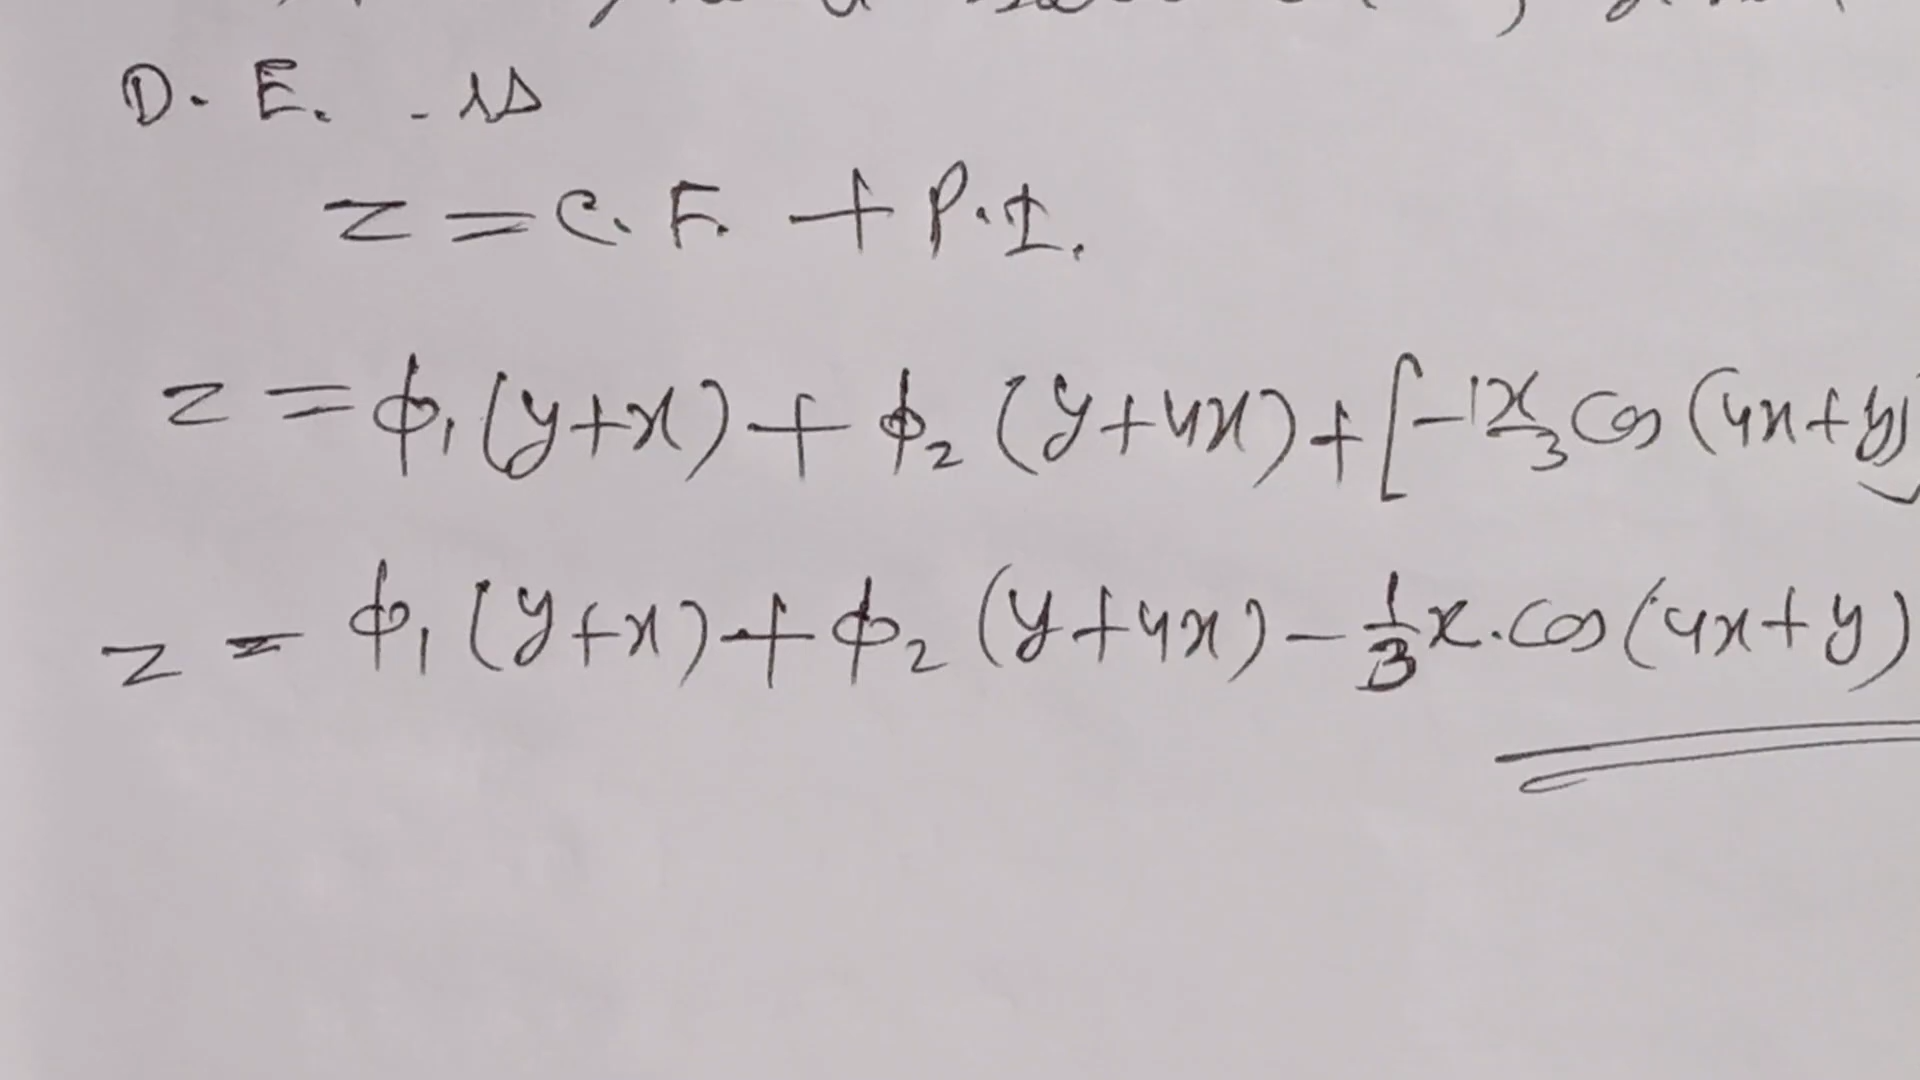 D. E. is
z = C.F. + P.I.
z = ϕ₁(y+x) + ϕ₂(y+4x) + [-1x/3 cos(4x+y)]
z = ϕ₁(y+x) + ϕ₂(y+4x) - 1/3 x.cos(4x+y)